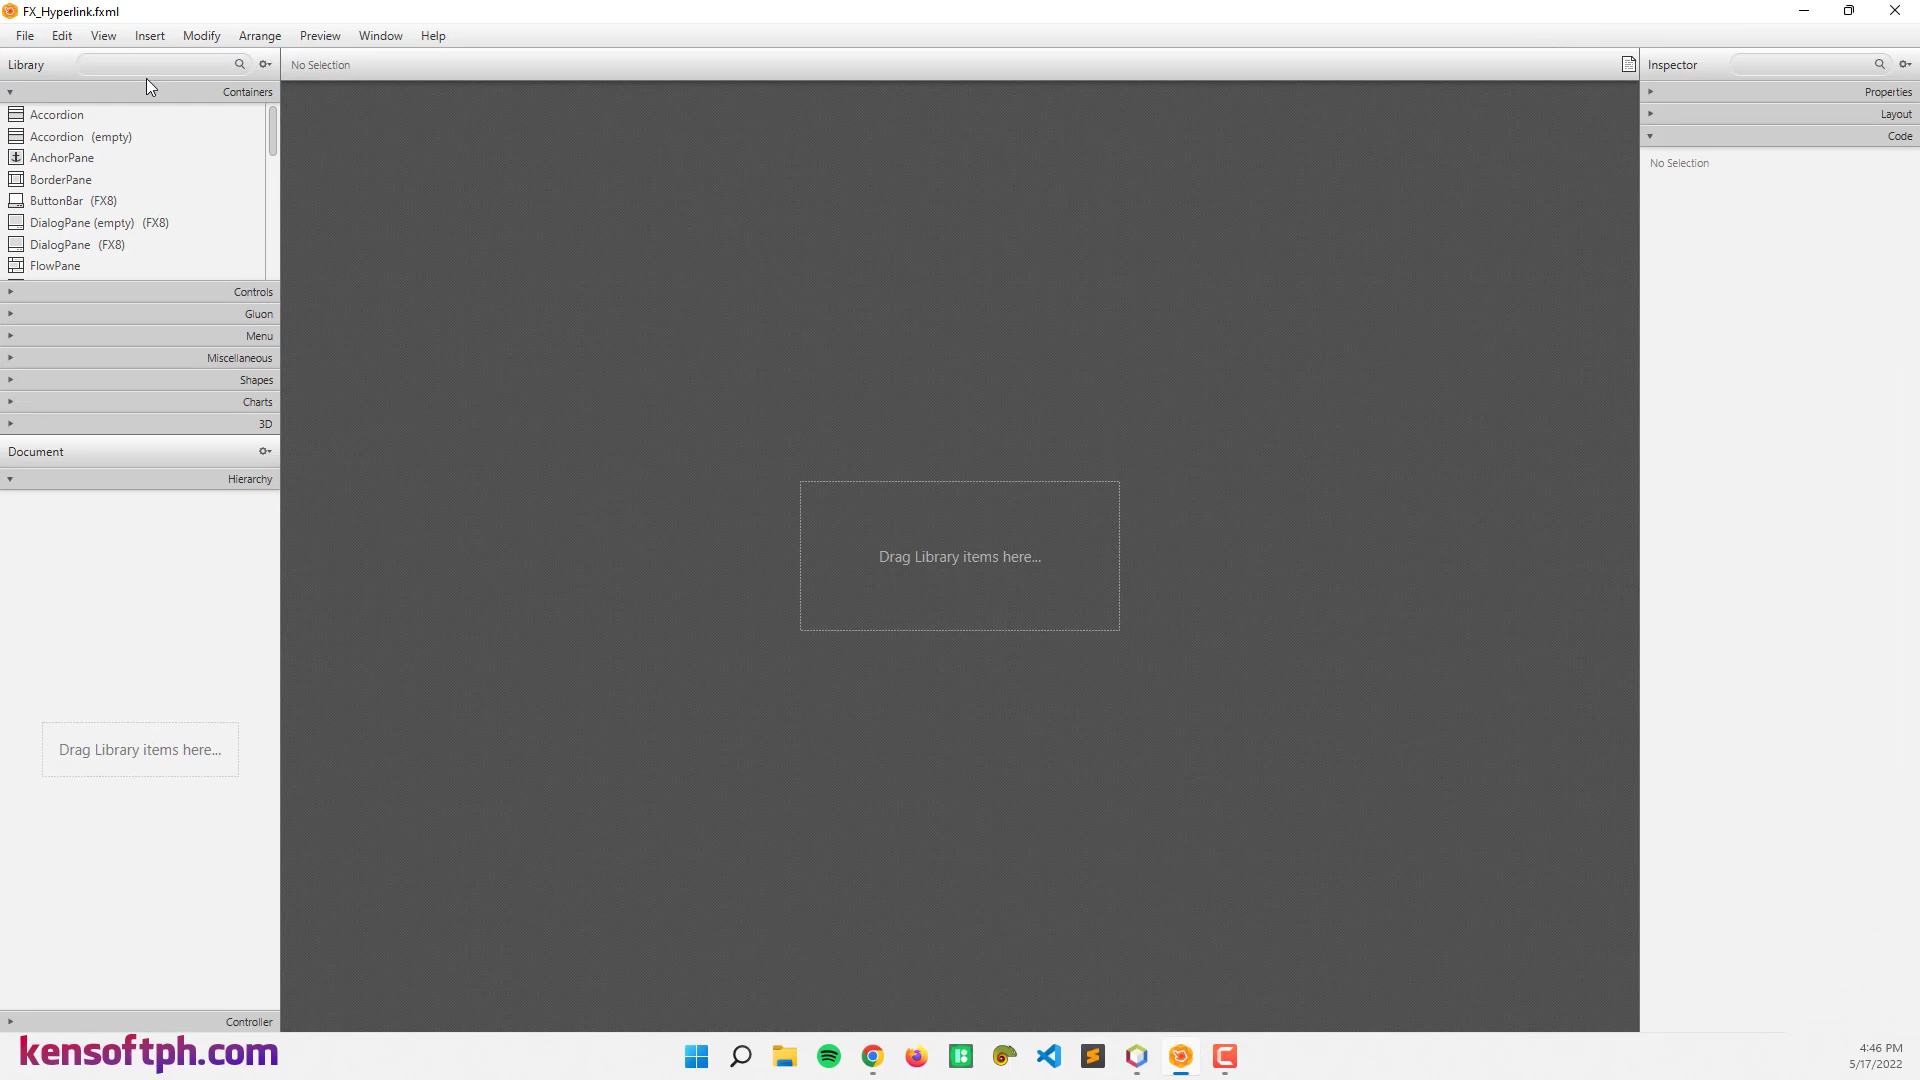 FX_Hyperlink.fxml
File Edit View Insert Modify Arrange Preview Window Help
Library
No Selection
Inspector
Containers
Accordion
Accordion (empty)
AnchorPane
BorderPane
ButtonBar (FX8)
DialogPane (empty) (FX8)
DialogPane (FX8)
FlowPane
Controls
Gluon
Menu
Miscellaneous
Shapes
Charts
3D
Document
Hierarchy
Drag Library items here...
Controller
Drag Library items here...
Properties
Layout
Code
No Selection
kensoftph.com
4:46 PM
5/17/2022